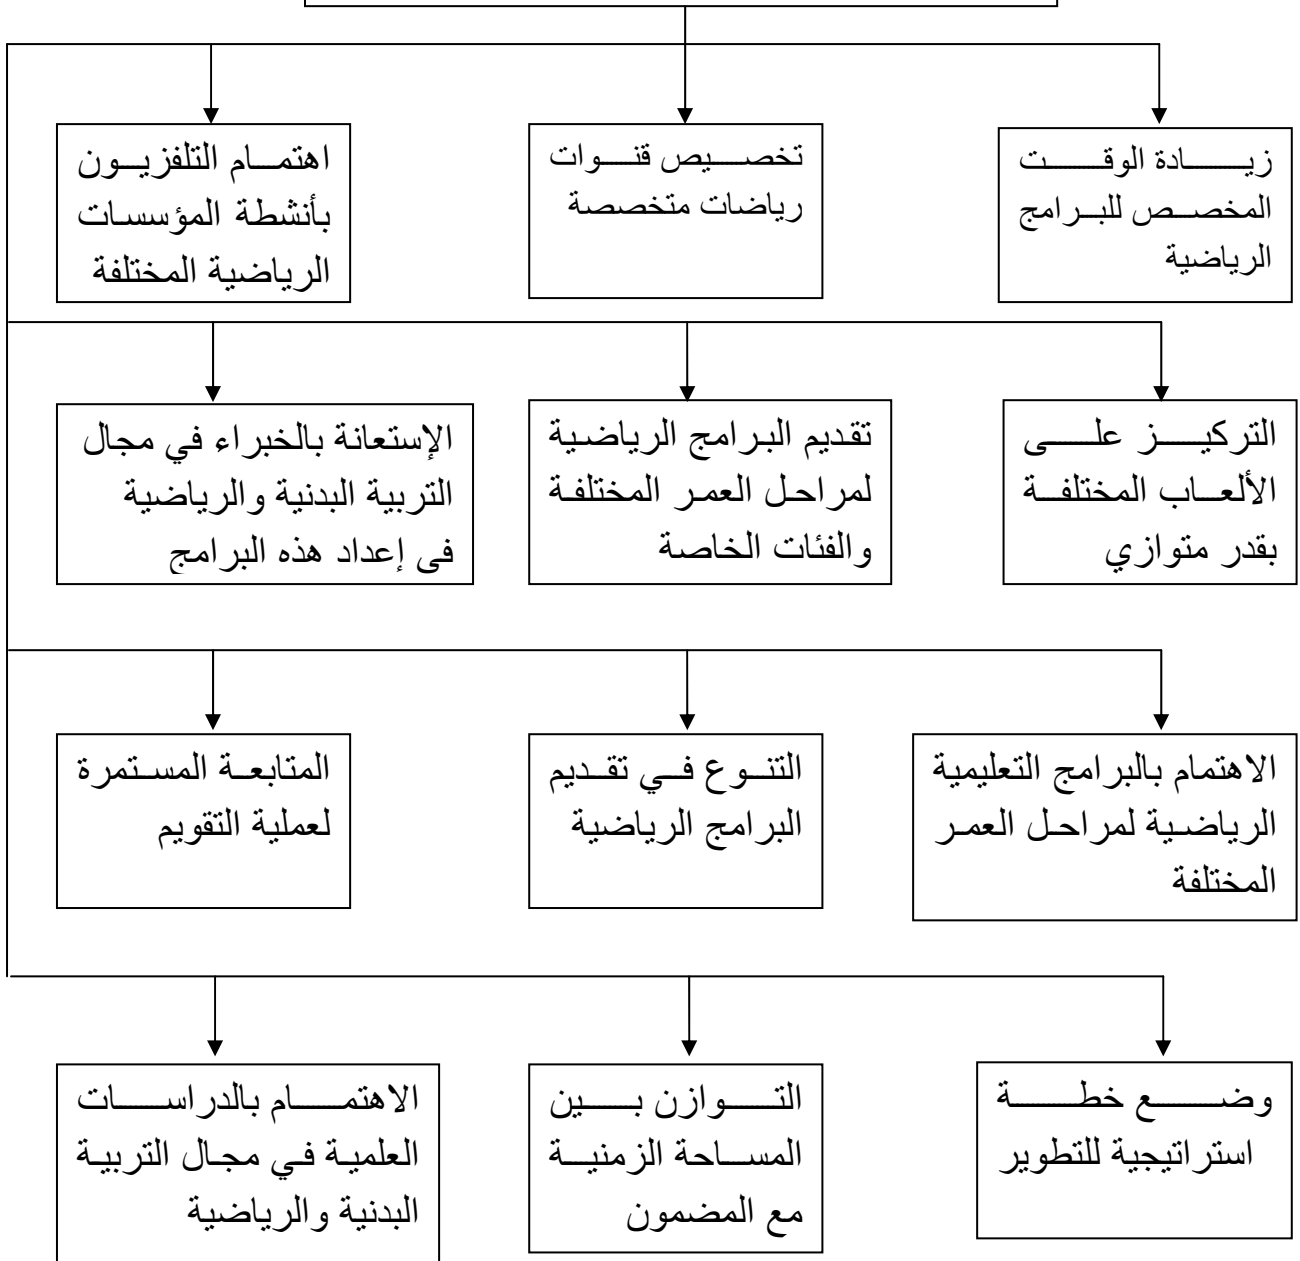 زيادة الوقت
المخصص للبرامج
الرياضية
تخصيص قنوات
رياضات متخصصة
اهتمام التلفزيون
بأنشطة المؤسسات
الرياضية المختلفة
التركيز على
الألعاب المختلفة
بقدر متوازي
تقديم البرامج الرياضية
لمراحل العمر المختلفة
والفئات الخاصة
الإستعانة بالخبراء في مجال
التربية البدنية والرياضية
فى إعداد هذه البرامج
الاهتمام بالبرامج التعليمية
الرياضية لمراحل العمر
المختلفة
التنوع في تقديم
البرامج الرياضية
المتابعة المستمرة
لعملية التقويم
وضع خطة
استراتيجية للتطوير
التوازن بين
المساحة الزمنية
مع المضمون
الاهتمام بالدراسات
العلمية في مجال التربية
البدنية والرياضية